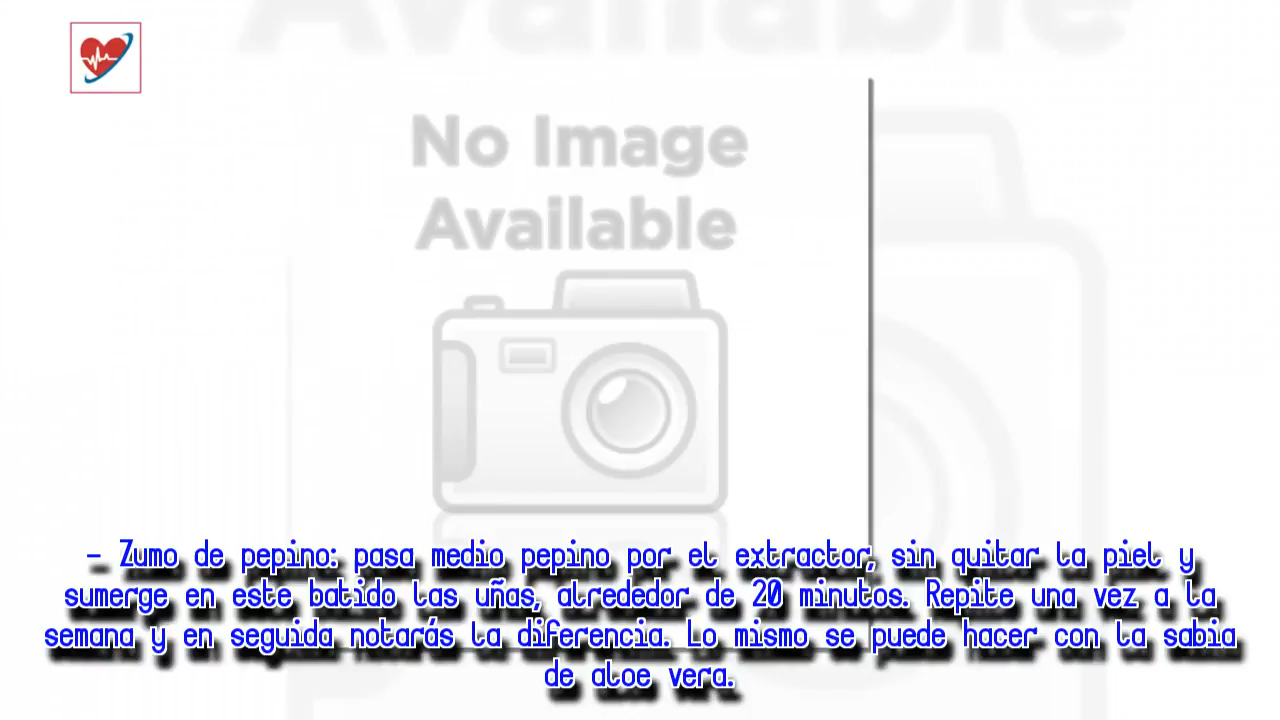 Available
No Image
Available
- Zumo de pepino: pasa medio pepino por el extractor, sin quitar la piel y
sumerge en este batido las uñas, alrededor de 20 minutos. Repite una vez a la
semana y en seguida notarás la diferencia. Lo mismo se puede hacer con la sabia
de aloe vera.